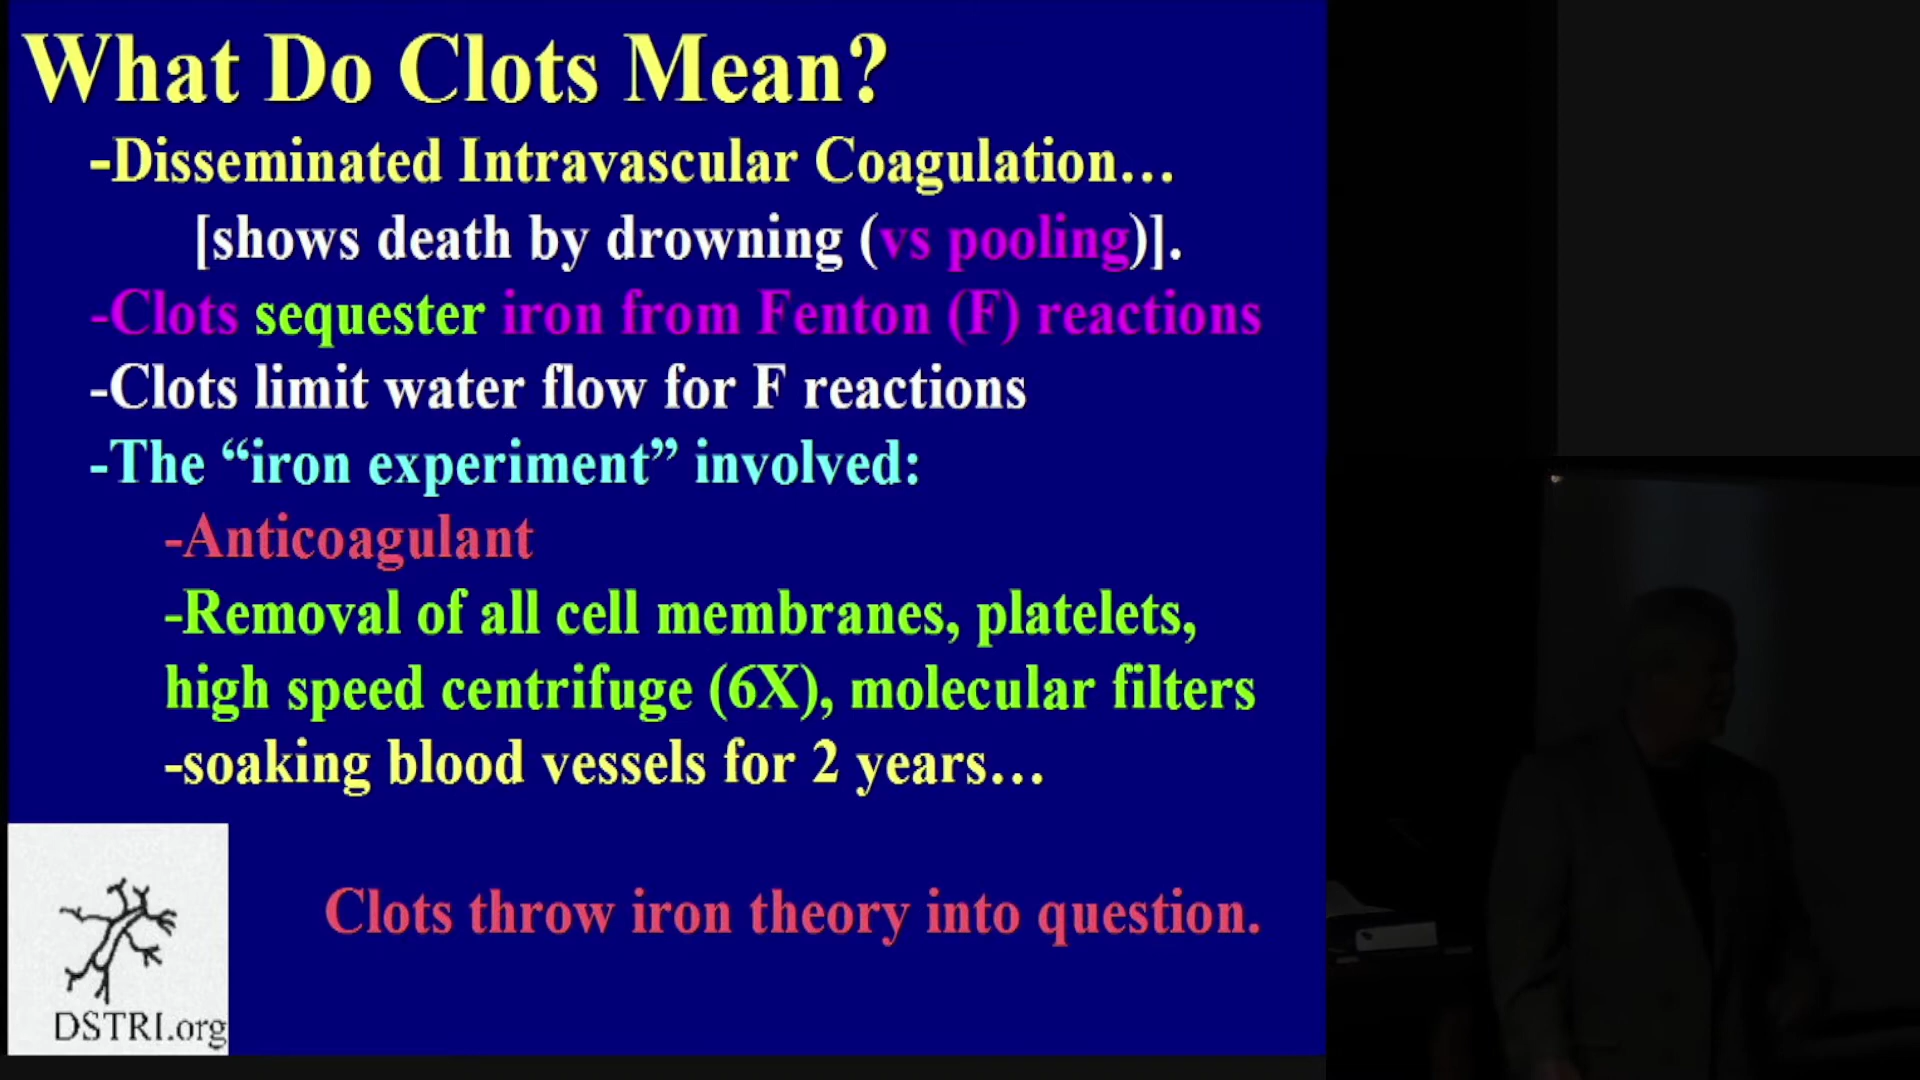 What Do Clots Mean?
-Disseminated Intravascular Coagulation…
[shows death by drowning (vs pooling)].
-Clots sequester iron from Fenton (F) reactions
-Clots limit water flow for F reactions
-The “iron experiment” involved:
-Anticoagulant
-Removal of all cell membranes, platelets,
high speed centrifuge (6X), molecular filters
-soaking blood vessels for 2 years…
Clots throw iron theory into question.
DSTRI.org